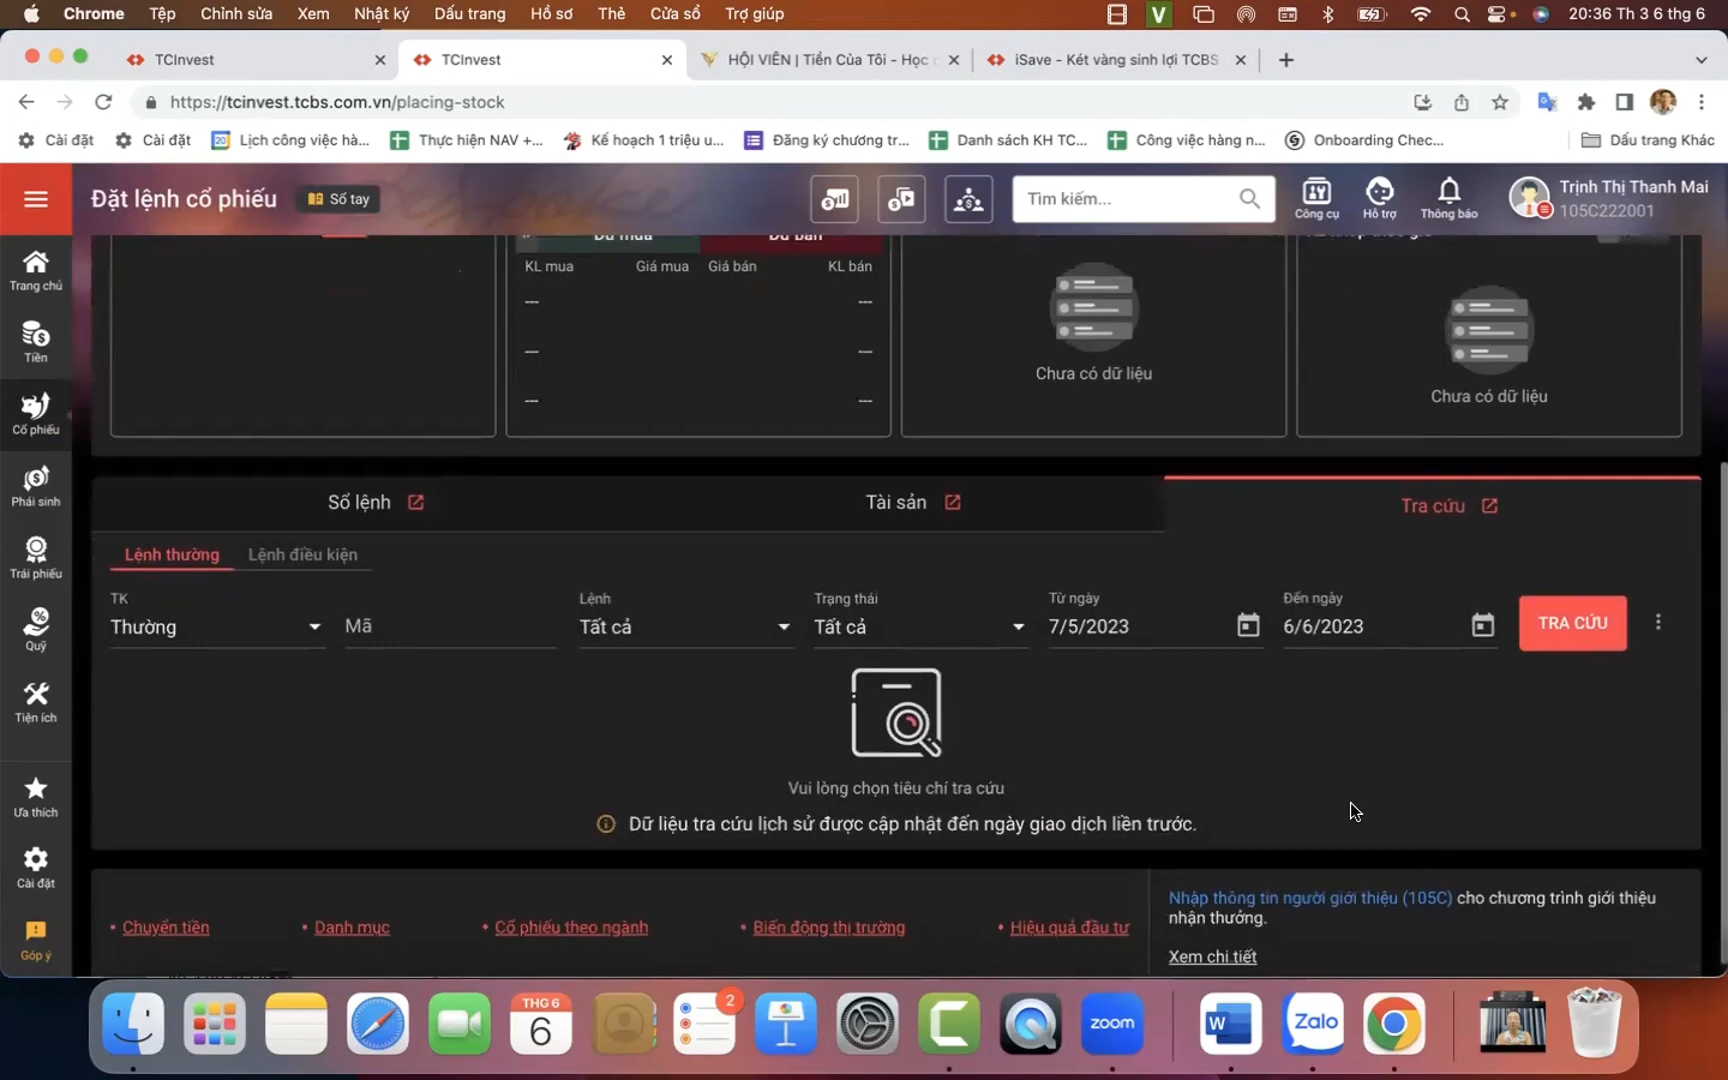 Chrome Tệp Chỉnh sửa Xem Nhật ký Dấu trang Hồ sơ Thẻ Cửa sổ Trợ giúp 20:36 Th 3 6 thg 6
TCInvest TCInvest HỘI VIÊN | Tiền Của Tôi - Học iSave - Két vàng sinh lợi TCBS
https://tcinvest.tcbs.com.vn/placing-stock
Cài đặt Cài đặt Lịch công việc hà... Thực hiện NAV +... Kế hoạch 1 triệu u... Đăng ký chương tr... Danh sách KH TC... Công việc hàng n... Onboarding Chec... Dấu trang Khác
Đặt lệnh cổ phiếu Sổ tay Tìm kiếm... Công cụ Hỗ trợ Thông báo Trịnh Thị Thanh Mai
105C222001
Trang chủ
Tiền
Cổ phiếu
Phái sinh
Trái phiếu
Quỹ
Tiện ích
Ưa thích
Cài đặt
Góp ý
Dư mua Dư bán
KL mua Giá mua Giá bán KL bán
--- ---
--- ---
--- ---
Chưa có dữ liệu
Chưa có dữ liệu
Sổ lệnh Tài sản Tra cứu
Lệnh thường Lệnh điều kiện
TK Lệnh Trạng thái Từ ngày Đến ngày
Thường Mã Tất cả Tất cả 7/5/2023 6/6/2023 TRA CỨU
Vui lòng chọn tiêu chí tra cứu
Dữ liệu tra cứu lịch sử được cập nhật đến ngày giao dịch liền trước.
• Chuyển tiền • Danh mục • Cổ phiếu theo ngành • Biến động thị trường • Hiệu quả đầu tư
Nhập thông tin người giới thiệu (105C) cho chương trình giới thiệu
nhận thưởng.
Xem chi tiết
THG 6
6
2
zoom
W
Zalo